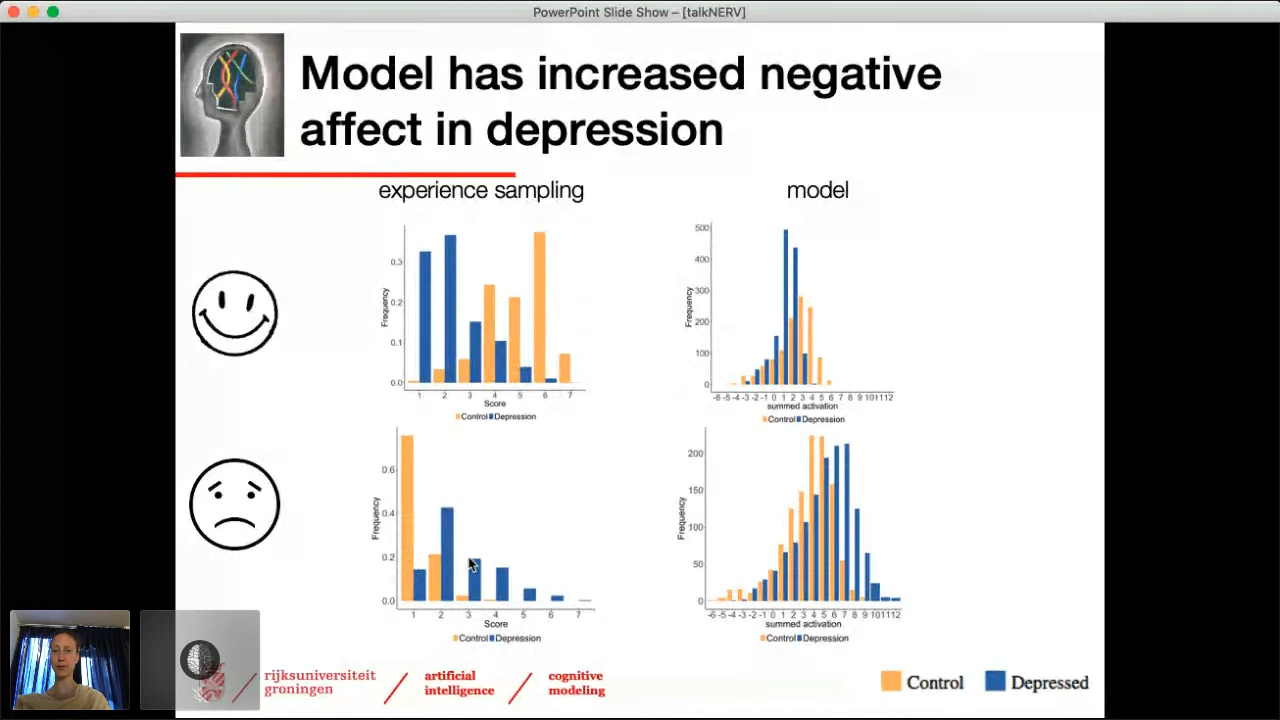 PowerPoint Slide Show – [talkNERV]
Model has increased negative
affect in depression
experience sampling
model
Frequency
0.3
0.2
0.1
0.0
1 2 3 4 5 6 7
Score
Control Depression
Frequency
500
400
300
200
100
0
-6 -5 -4 -3 -2 -1 0 1 2 3 4 5 6 7 8 9 10 11 12
summed activation
Control Depression
Frequency
0.6
0.4
0.2
0.0
1 2 3 4 5 6 7
Score
Control Depression
Frequency
200
150
100
50
0
-6 -5 -4 -3 -2 -1 0 1 2 3 4 5 6 7 8 9 10 11 12
summed activation
Control Depression
rijksuniversiteit
groningen
artificial
intelligence
cognitive
modeling
Control Depressed